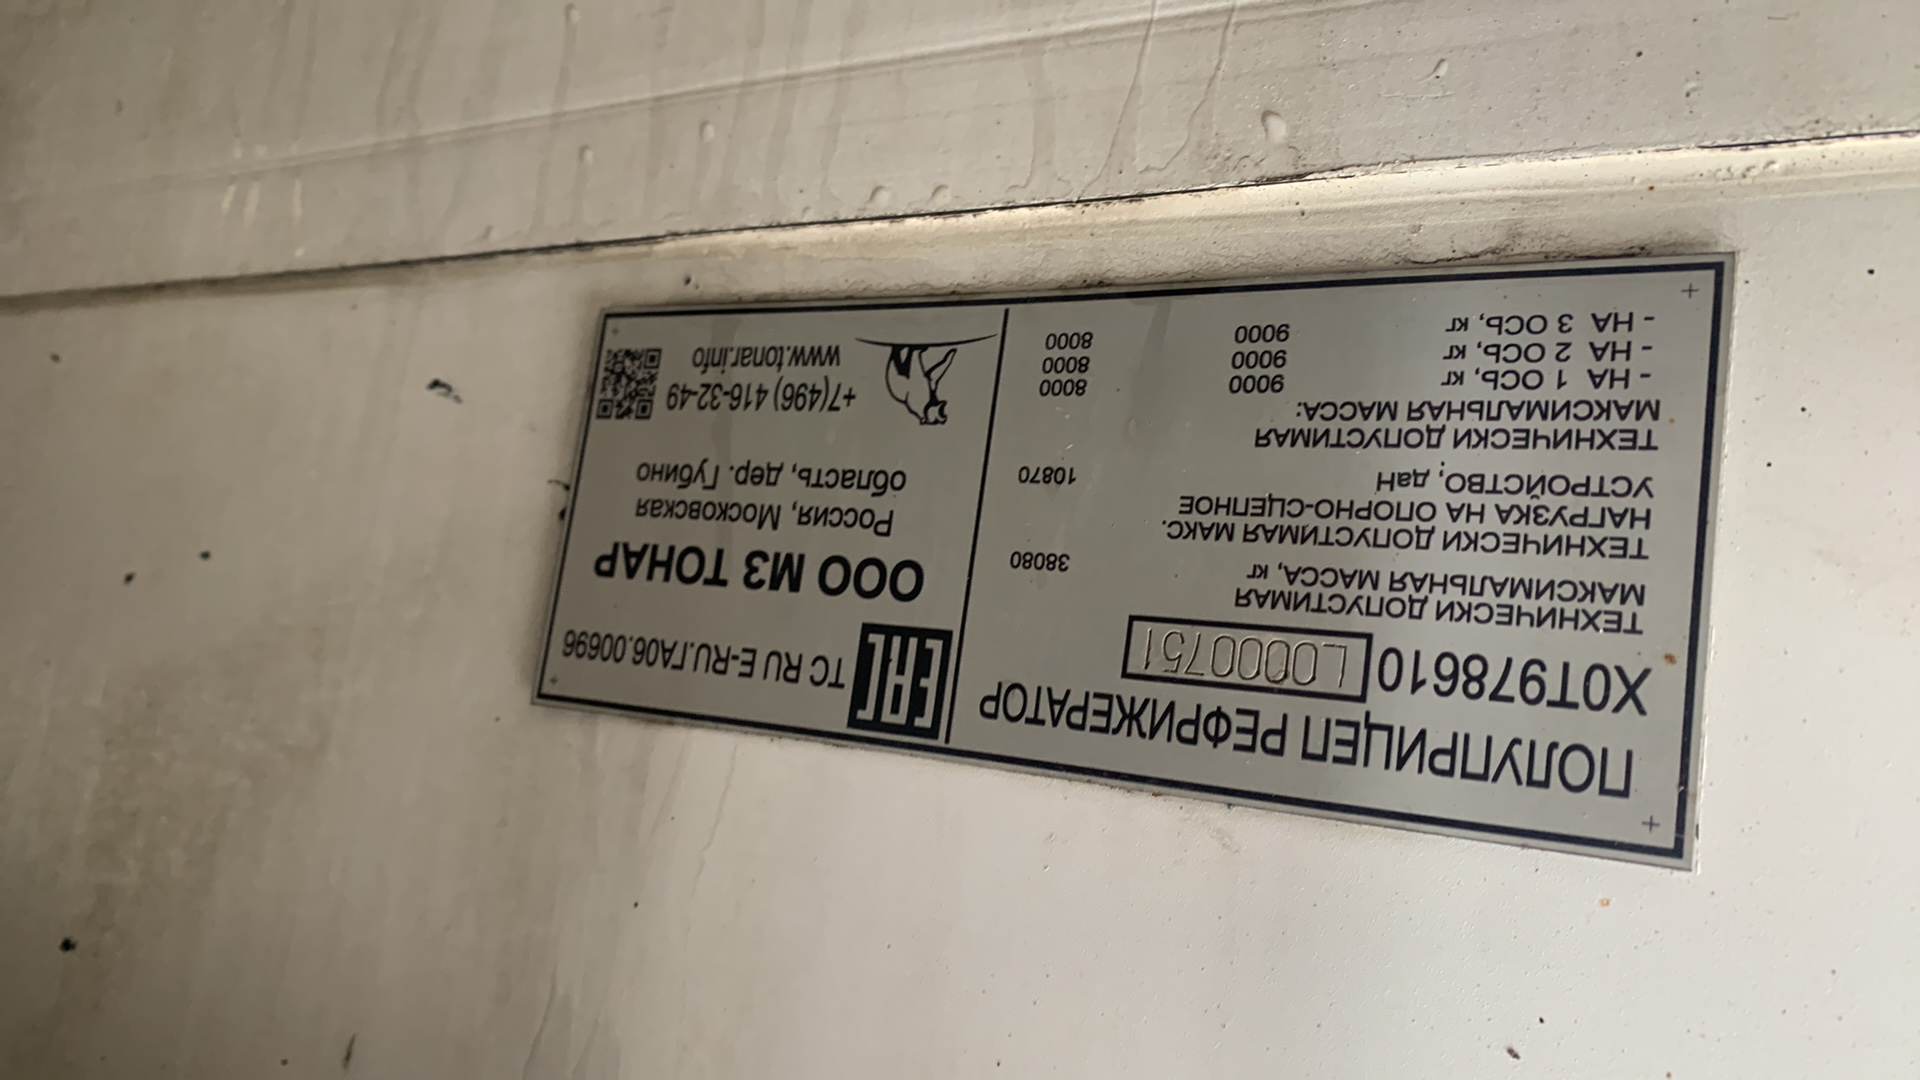 ПОЛУПРИЦЕП РЕФРИЖЕРАТОР
X0T978610 L0000751
ТЕХНИЧЕСКИ ДОПУСТИМАЯ
МАКСИМАЛЬНАЯ МАССА, кг 38080
ТЕХНИЧЕСКИ ДОПУСТИМАЯ МАКС.
НАГРУЗКА НА ОПОРНО-СЦЕПНОЕ
УСТРОЙСТВО, даН 10870
ТЕХНИЧЕСКИ ДОПУСТИМАЯ
МАКСИМАЛЬНАЯ МАССА:
- НА 1 ОСЬ, кг 9000 8000
- НА 2 ОСЬ, кг 9000 8000
- НА 3 ОСЬ, кг 9000 8000
EAC ТС RU E-RU.ГА06.00696
ООО МЗ ТОНАР
Россия, Московская
область, дер. Губино
+7(496) 416-32-49
www.tonar.info